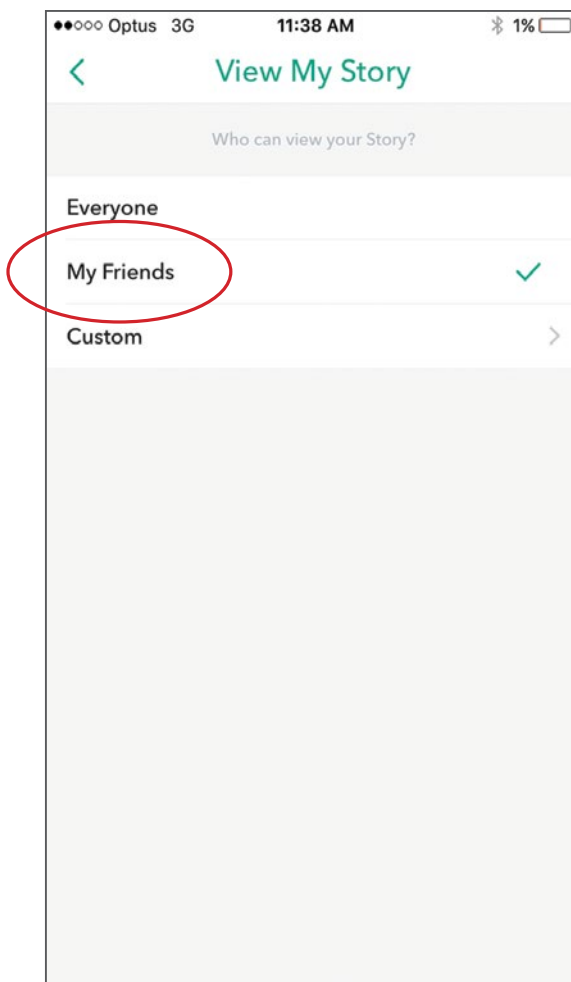 Optus 3G 11:38 AM 1%
View My Story
Who can view your Story?
Everyone
My Friends
Custom